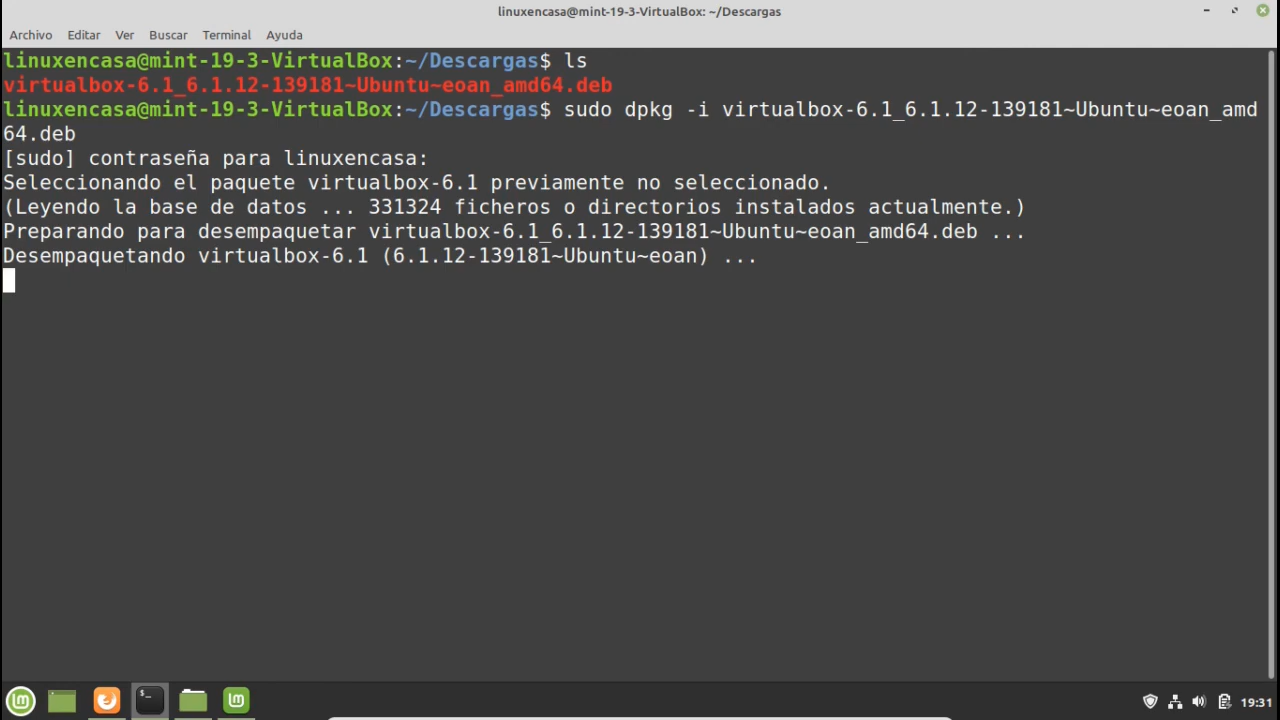 linuxencasa@mint-19-3-VirtualBox: ~/Descargas
Archivo Editar Ver Buscar Terminal Ayuda
linuxencasa@mint-19-3-VirtualBox:~/Descargas$ ls
virtualbox-6.1_6.1.12-139181~Ubuntu~eoan_amd64.deb
linuxencasa@mint-19-3-VirtualBox:~/Descargas$ sudo dpkg -i virtualbox-6.1_6.1.12-139181~Ubuntu~eoan_amd
64.deb
[sudo] contraseña para linuxencasa:
Seleccionando el paquete virtualbox-6.1 previamente no seleccionado.
(Leyendo la base de datos ... 331324 ficheros o directorios instalados actualmente.)
Preparando para desempaquetar virtualbox-6.1_6.1.12-139181~Ubuntu~eoan_amd64.deb ...
Desempaquetando virtualbox-6.1 (6.1.12-139181~Ubuntu~eoan) ...
19:31